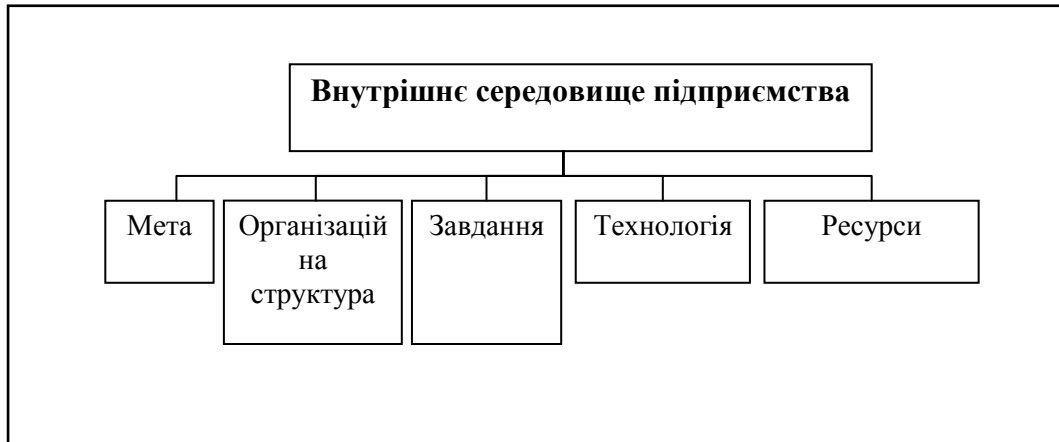 Внутрішнє середовище підприємства
Мета
Організацій
на
структура
Завдання
Технологія
Ресурси